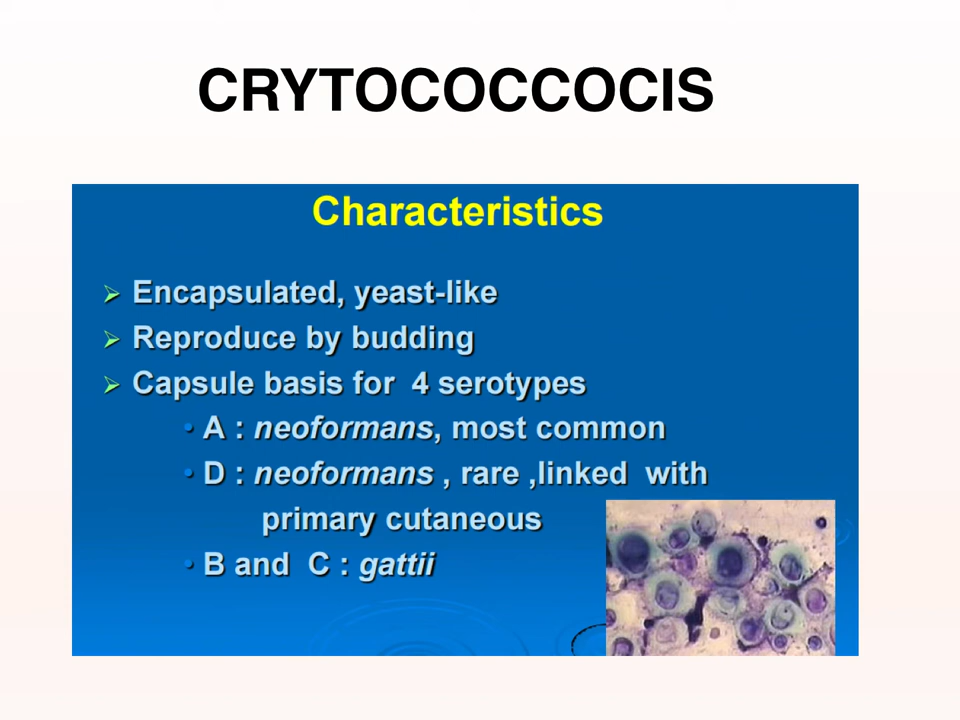 CRYTOCOCCOCIS
Characteristics
➢ Encapsulated, yeast-like
➢ Reproduce by budding
➢ Capsule basis for 4 serotypes
• A : neoformans, most common
• D : neoformans , rare ,linked with
primary cutaneous
• B and C : gattii